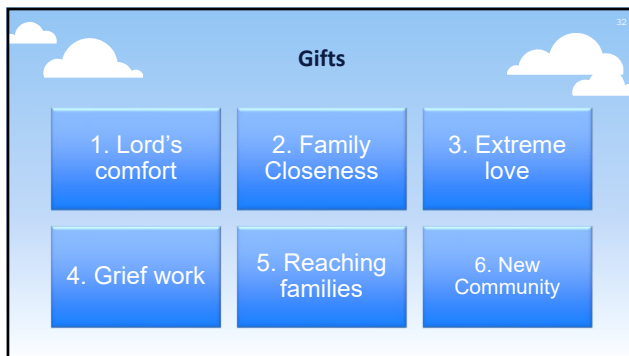 32
Gifts
1. Lord's
comfort
2. Family
Closeness
3. Extreme
love
4. Grief work
5. Reaching
families
6. New
Community